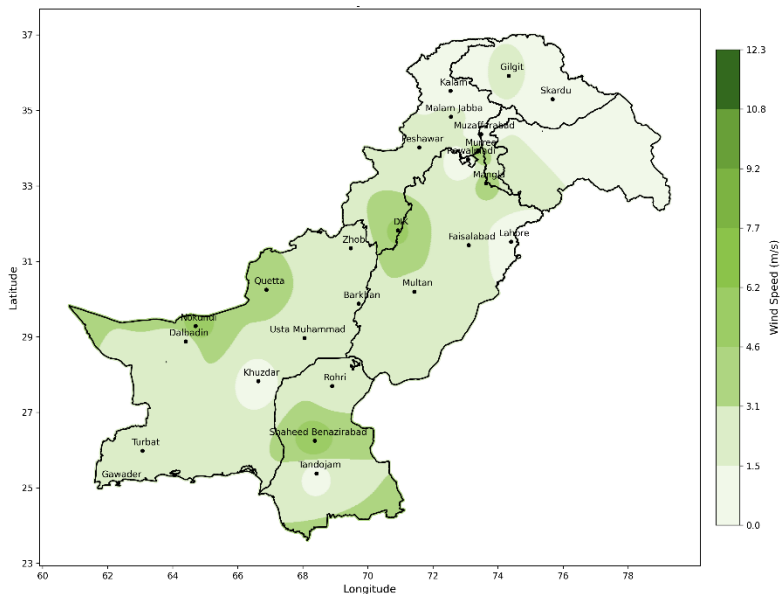 37
35
33
31
29
27
25
23
Latitude
60
62
64
66
68
70
72
74
76
78
Longitude
Gilgit
Kalam
Skardu
Malam Jabba
Muzaffarabad
Peshawar
Murree
Mangla
DIK
Zhob
Faisalabad
Lahore
Quetta
Multan
Barkhan
Nokundi
Dalbadin
Usta Muhammad
Khuzdar
Rohri
Shaheed Benazirabad
Turbat
Tandojam
Gawader
12.3
10.8
9.2
7.7
6.2
4.6
3.1
1.5
0.0
Wind Speed (m/s)